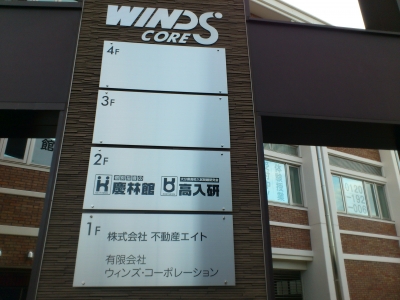 WINDS
CORE
4F
3F
2F
慶林館 高入研
1F
株式会社 不動産エイト
有限会社
ウィンズ・コーポレーション
館